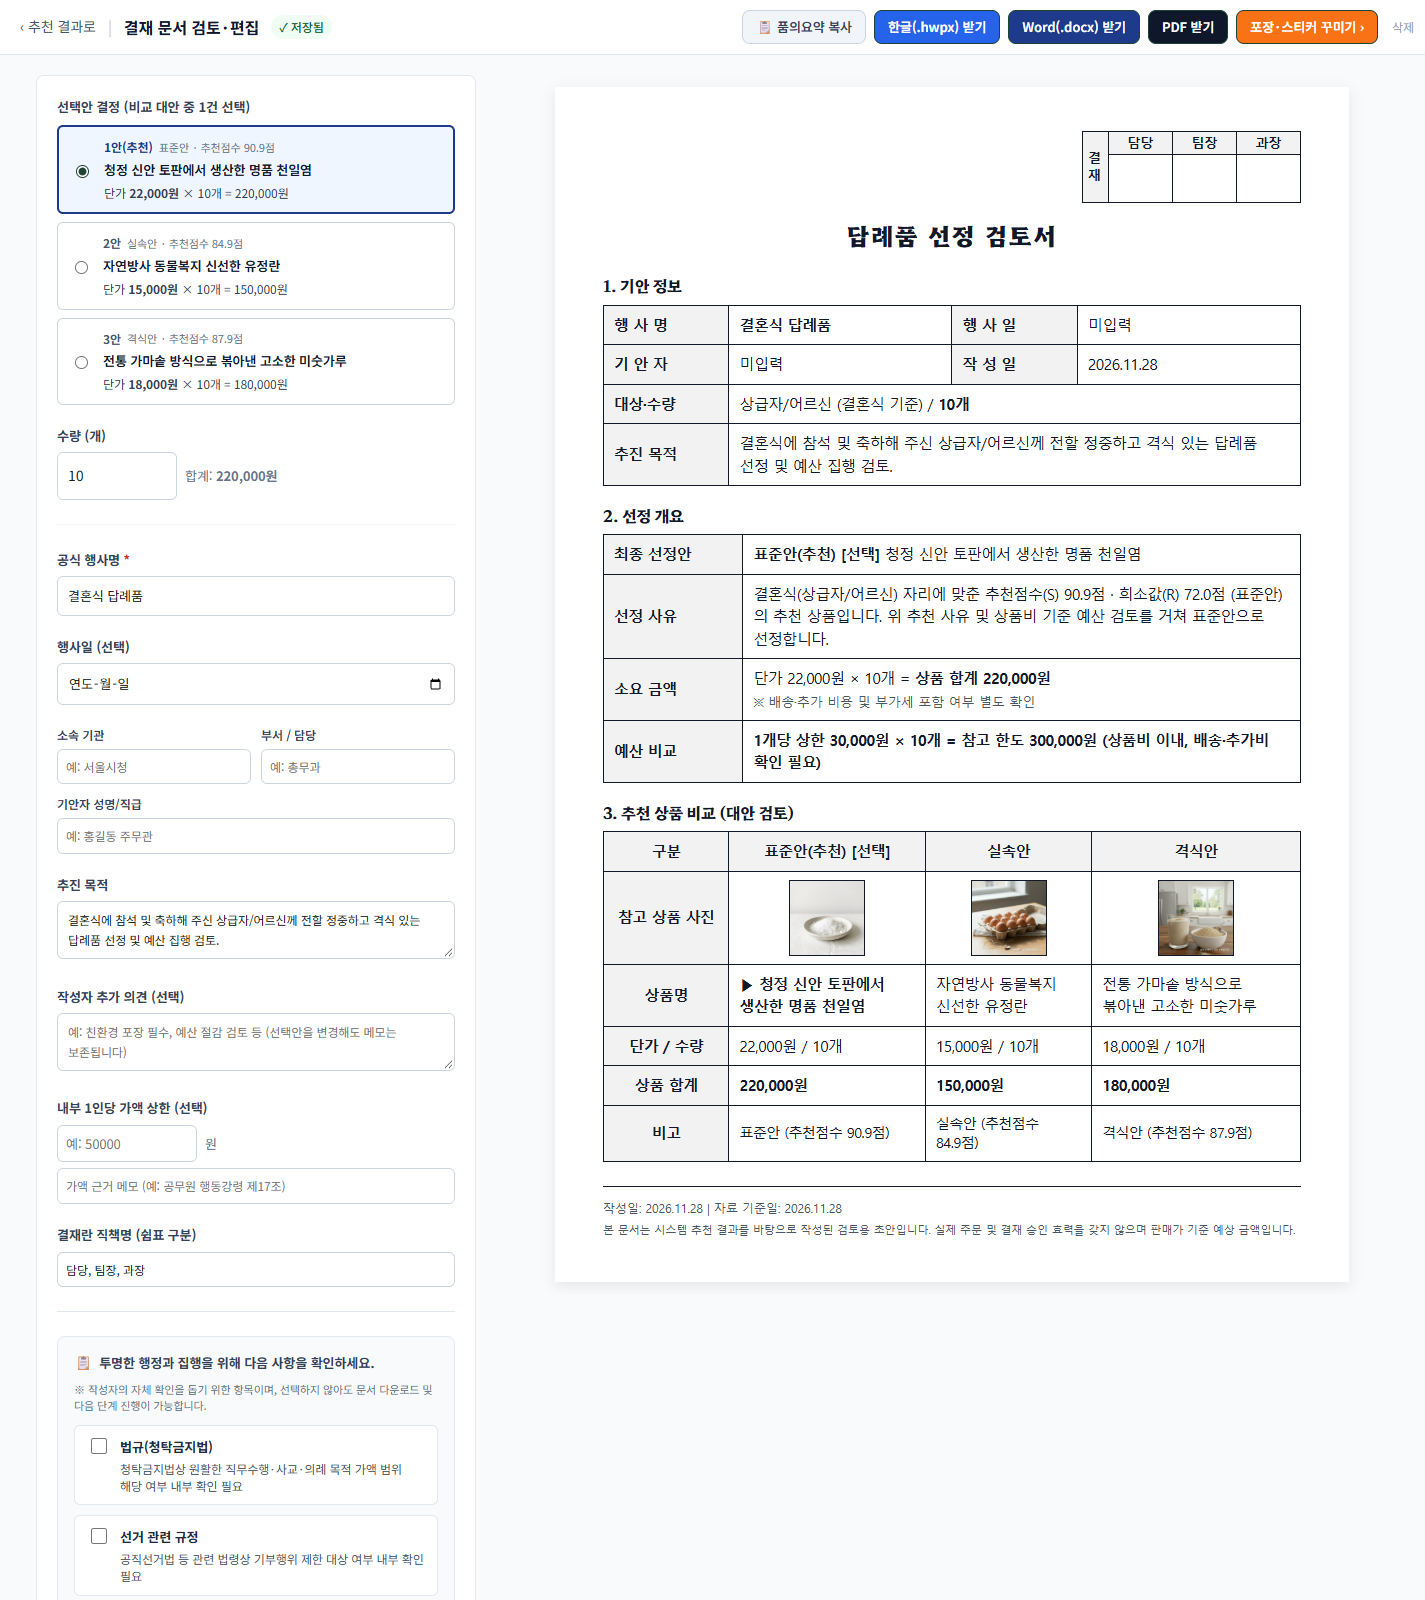 ‹ 추천 결과로
결재 문서 검토·편집
✓ 저장됨
품의요약 복사
한글(.hwpx) 받기
Word(.docx) 받기
PDF 받기
포장·스티커 꾸미기 ›
삭제
선택안 결정 (비교 대안 중 1건 선택)
1안(추천) 표준안 · 추천점수 90.9점
청정 신안 토판에서 생산한 명품 천일염
단가 22,000원 × 10개 = 220,000원
2안 실속안 · 추천점수 84.9점
자연방사 동물복지 신선한 유정란
단가 15,000원 × 10개 = 150,000원
3안 격식안 · 추천점수 87.9점
전통 가마솥 방식으로 볶아낸 고소한 미숫가루
단가 18,000원 × 10개 = 180,000원
수량 (개)
10 합계: 220,000원
공식 행사명 *
결혼식 답례품
행사일 (선택)
연도-월-일
소속 기관 부서 / 담당
예: 서울시청 예: 총무과
기안자 성명/직급
예: 홍길동 주무관
추진 목적
결혼식에 참석 및 축하해 주신 상급자/어르신께 전할 정중하고 격식 있는
답례품 선정 및 예산 집행 검토.
작성자 추가 의견 (선택)
예: 친환경 포장 필수, 예산 절감 검토 등 (선택안을 변경해도 메모는
보존됩니다)
내부 1인당 가액 상한 (선택)
예: 50000 원
가액 근거 메모 (예: 공무원 행동강령 제17조)
결재란 직책명 (쉼표 구분)
담당, 팀장, 과장
투명한 행정과 집행을 위해 다음 사항을 확인하세요.
※ 작성자의 자체 확인을 돕기 위한 항목이며, 선택하지 않아도 문서 다운로드 및
다음 단계 진행이 가능합니다.
법규(청탁금지법)
청탁금지법상 원활한 직무수행·사교·의례 목적 가액 범위
해당 여부 내부 확인 필요
선거 관련 규정
공직선거법 등 관련 법령상 기부행위 제한 대상 여부 내부 확인
필요
결재 담당 팀장 과장
답례품 선정 검토서
1. 기안 정보
행 사 명 결혼식 답례품 행 사 일 미입력
기 안 자 미입력 작 성 일 2026.11.28
대상·수량 상급자/어르신 (결혼식 기준) / 10개
추진 목적 결혼식에 참석 및 축하해 주신 상급자/어르신께 전할 정중하고 격식 있는 답례품
선정 및 예산 집행 검토.
2. 선정 개요
최종 선정안 표준안(추천) [선택] 청정 신안 토판에서 생산한 명품 천일염
선정 사유 결혼식(상급자/어르신) 자리에 맞춘 추천점수(S) 90.9점 · 희소값(R) 72.0점 (표준안)
의 추천 상품입니다. 위 추천 사유 및 상품비 기준 예산 검토를 거쳐 표준안으로
선정합니다.
소요 금액 단가 22,000원 × 10개 = 상품 합계 220,000원
※ 배송·추가 비용 및 부가세 포함 여부 별도 확인
예산 비교 1개당 상한 30,000원 × 10개 = 참고 한도 300,000원 (상품비 이내, 배송·추가비
확인 필요)
3. 추천 상품 비교 (대안 검토)
구분 표준안(추천) [선택] 실속안 격식안
참고 상품 사진
상품명 ▶ 청정 신안 토판에서 생산한 명품 천일염 자연방사 동물복지 신선한 유정란 전통 가마솥 방식으로 볶아낸 고소한 미숫가루
단가 / 수량 22,000원 / 10개 15,000원 / 10개 18,000원 / 10개
상품 합계 220,000원 150,000원 180,000원
비고 표준안 (추천점수 90.9점) 실속안 (추천점수 84.9점) 격식안 (추천점수 87.9점)
작성일: 2026.11.28 | 자료 기준일: 2026.11.28
본 문서는 시스템 추천 결과를 바탕으로 작성된 검토용 초안입니다. 실제 주문 및 결재 승인 효력을 갖지 않으며 판매가 기준 예상 금액입니다.